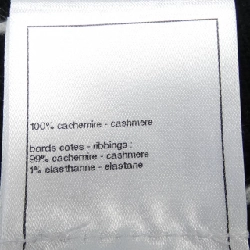 100% cachemire - cashmere
bords cotes - ribbings :
99% cachemire - cashmere
1% elasthanne - elastane